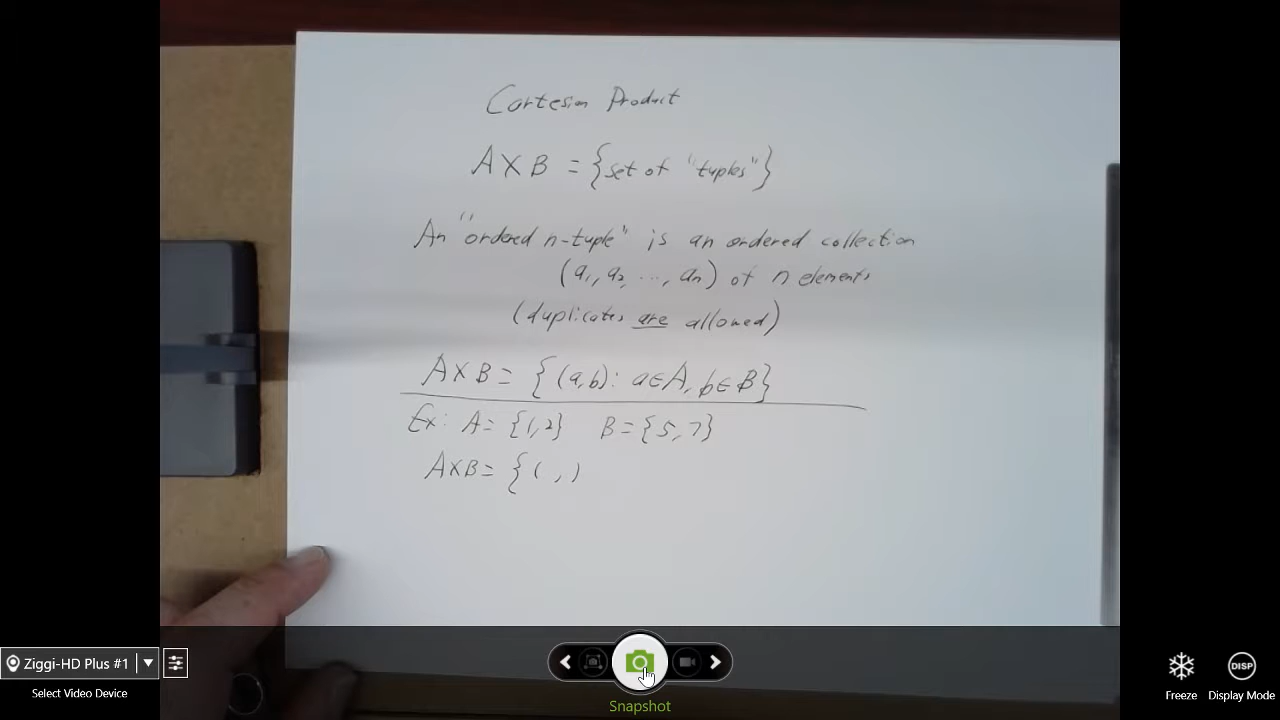 Cartesian Product
A X B = {set of "tuples"}
An "ordered n-tuple" is an ordered collection
(a₁, a₂, ..., aₙ) of n elements
(duplicates are allowed)
A X B = {(a,b): a∈A, b∈B}
Ex: A = {1,2} B = {5,7}
A X B = {( , )
Ziggi-HD Plus #1
Select Video Device
Snapshot
Freeze
DISP
Display Mode